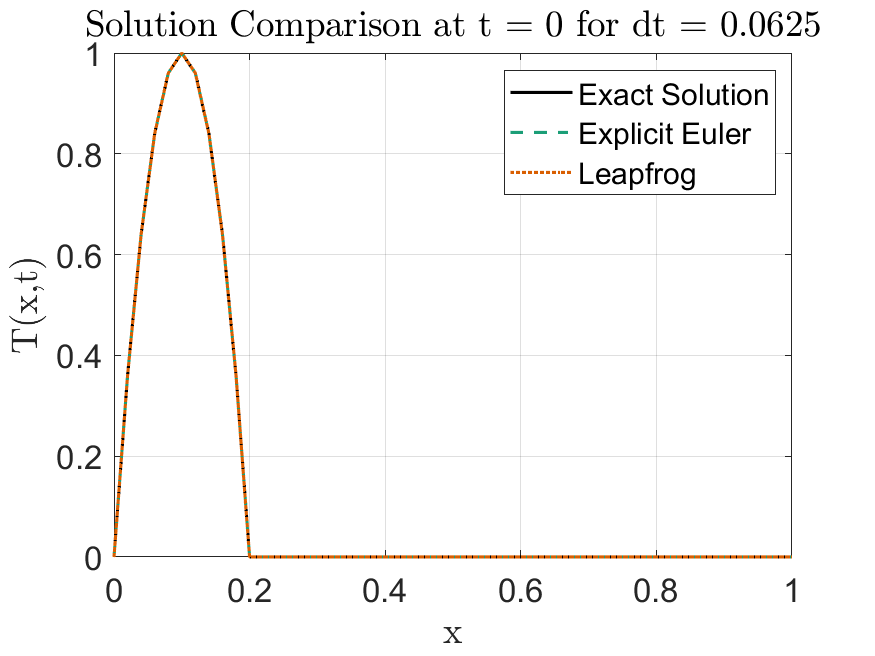 Solution Comparison at t = 0 for dt = 0.0625
Exact Solution
Explicit Euler
Leapfrog
T(x,t)
1
0.8
0.6
0.4
0.2
0
0
0.2
0.4
0.6
0.8
1
x